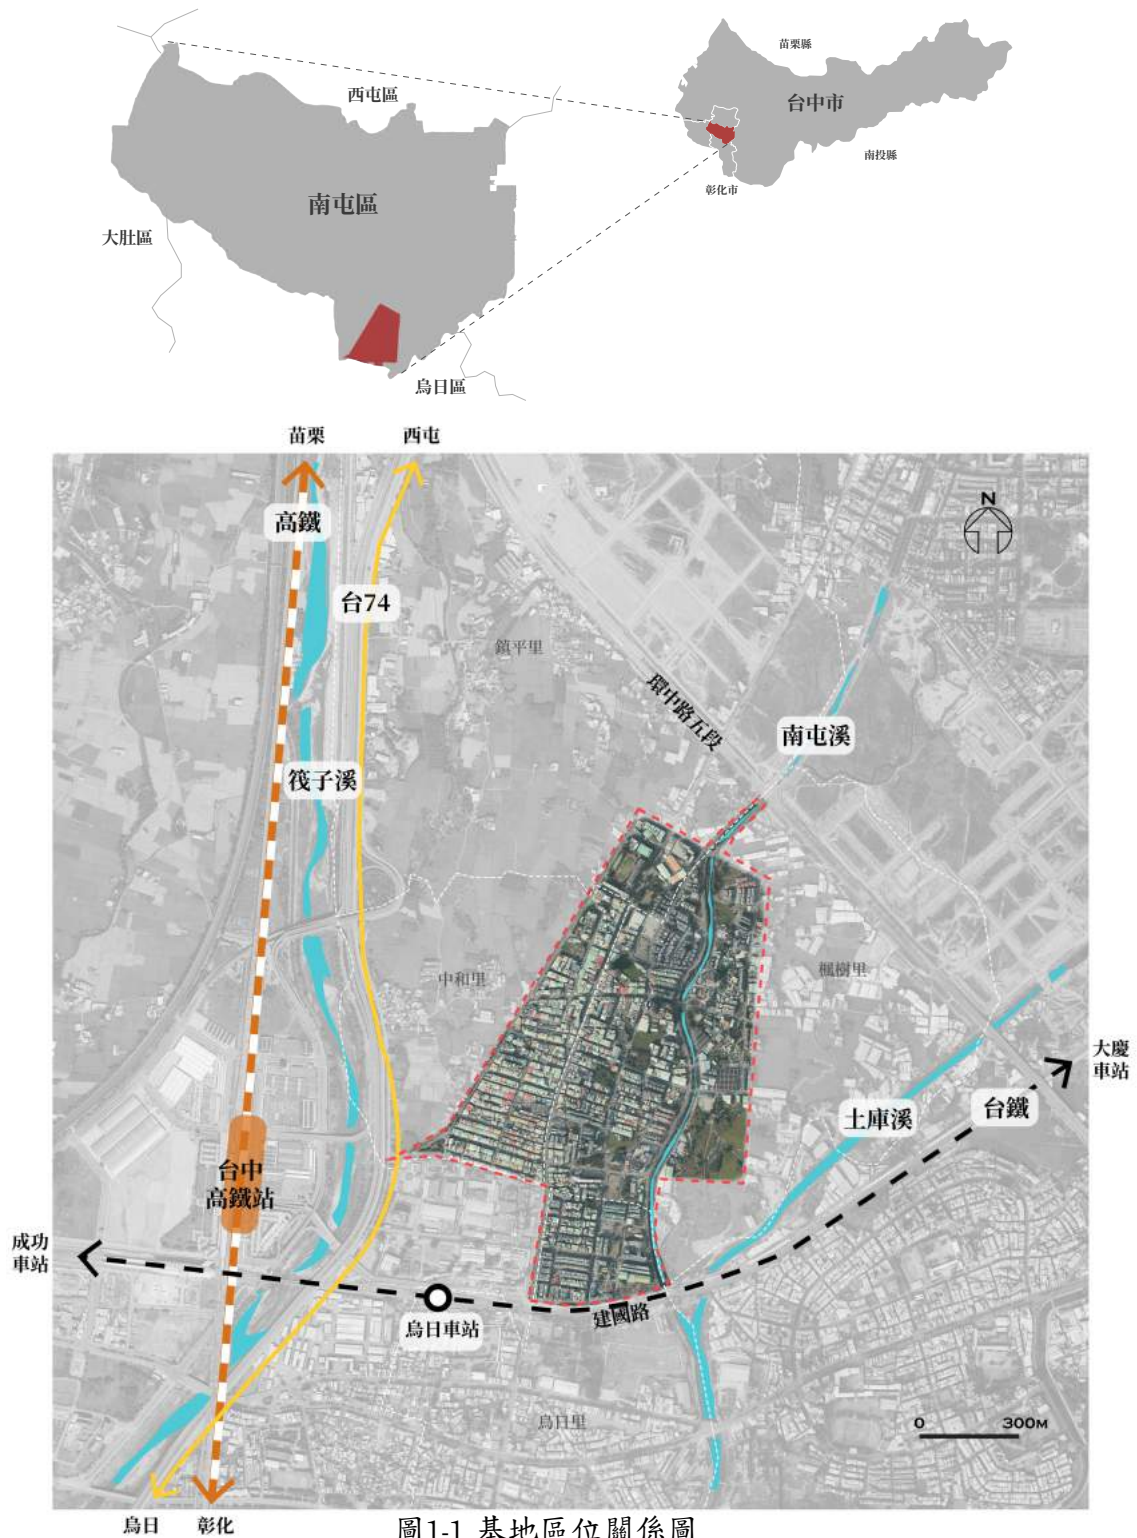 苗栗縣
台中市
西屯區
南投縣
彰化市
南屯區
大肚區
烏日區
苗栗
西屯
N
高鐵
台74
鎮平里
環中路五段
南屯溪
筏子溪
中和里
楓樹里
大慶
車站
台鐵
土庫溪
台中
高鐵站
成功
車站
烏日車站
建國路
烏日里
0 300M
烏日
彰化
圖1-1 基地區位關係圖